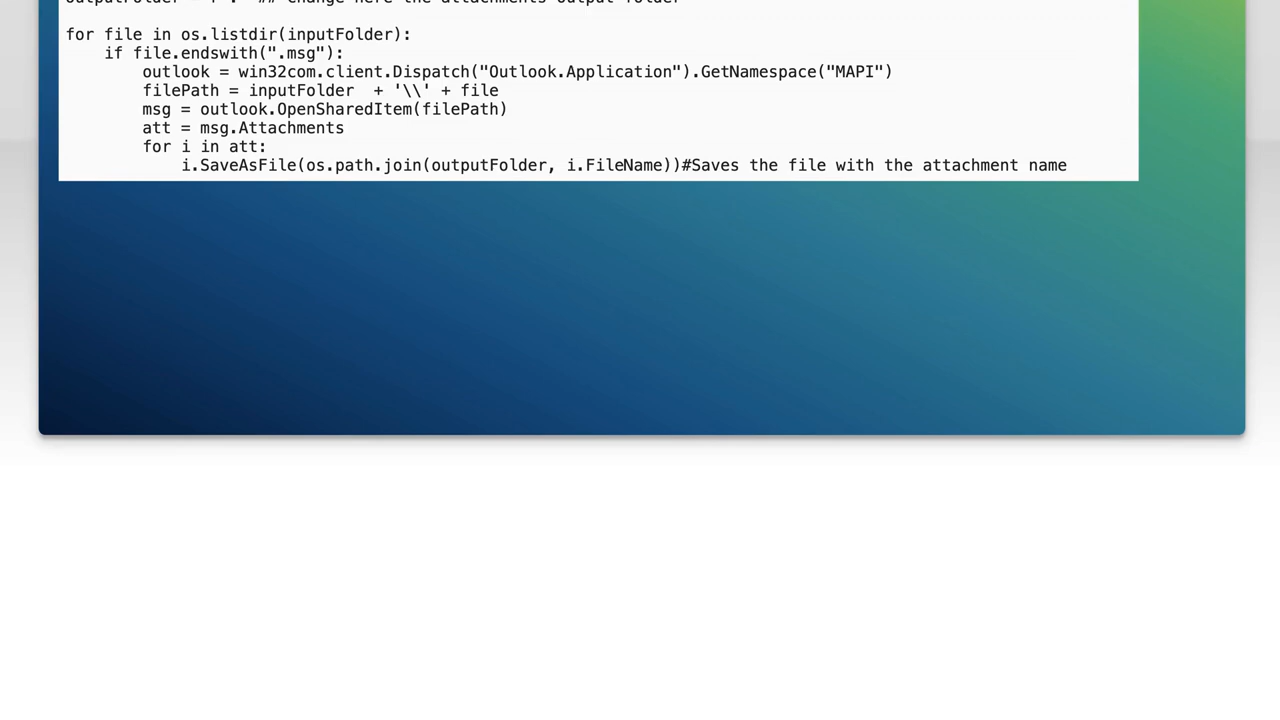 for file in os.listdir(inputFolder):
    if file.endswith(".msg"):
        outlook = win32com.client.Dispatch("Outlook.Application").GetNamespace("MAPI")
        filePath = inputFolder  + '\\' + file
        msg = outlook.OpenSharedItem(filePath)
        att = msg.Attachments
        for i in att:
            i.SaveAsFile(os.path.join(outputFolder, i.FileName))#Saves the file with the attachment name